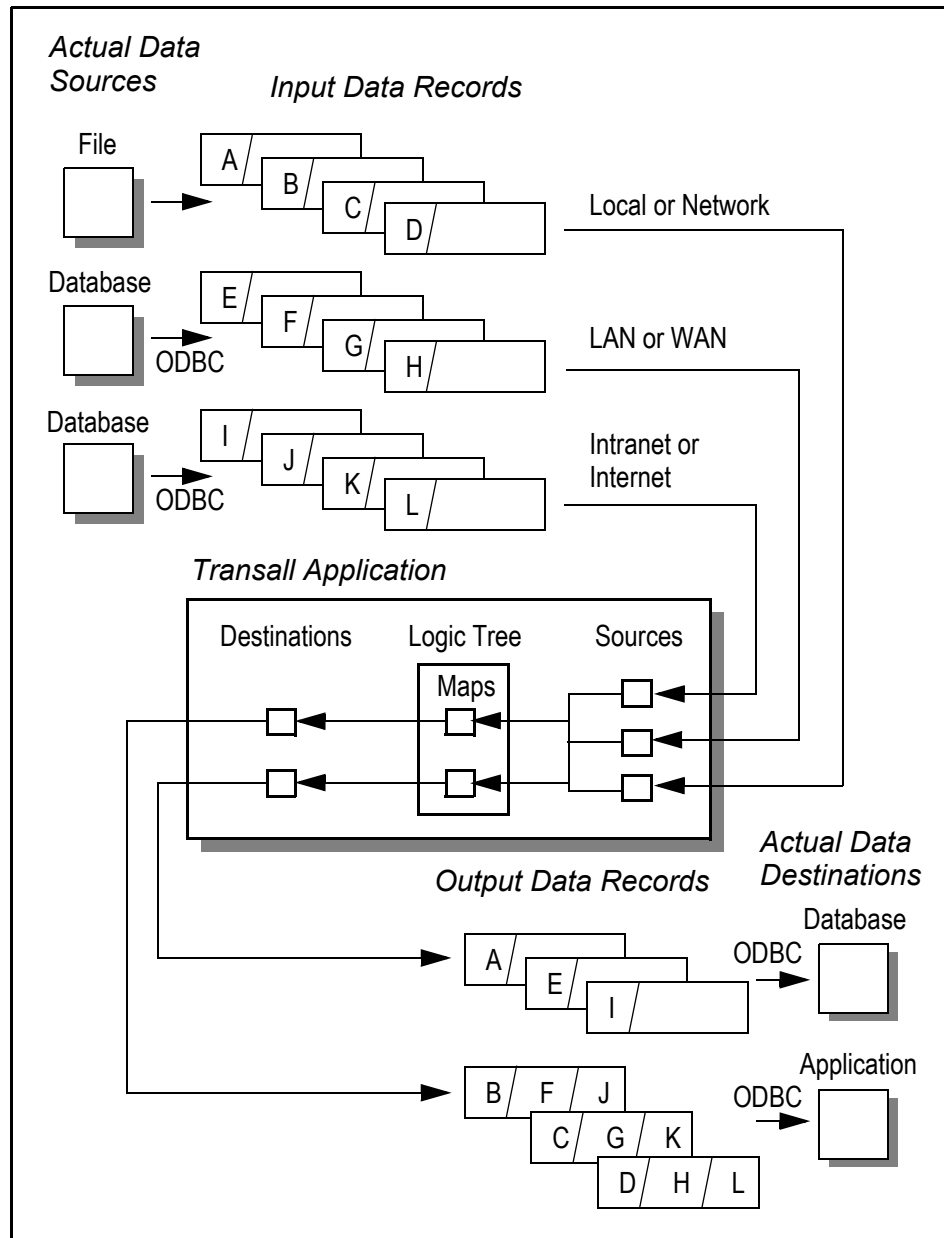 Actual Data
Sources
Input Data Records
File
A
B
C
D
Local or Network
Database
ODBC
E
F
G
H
LAN or WAN
Database
ODBC
I
J
K
L
Intranet or
Internet
Transall Application
Destinations
Logic Tree
Sources
Maps
Output Data Records
Actual Data
Destinations
A
E
I
ODBC
Database
B F J
C G K
D H L
ODBC
Application